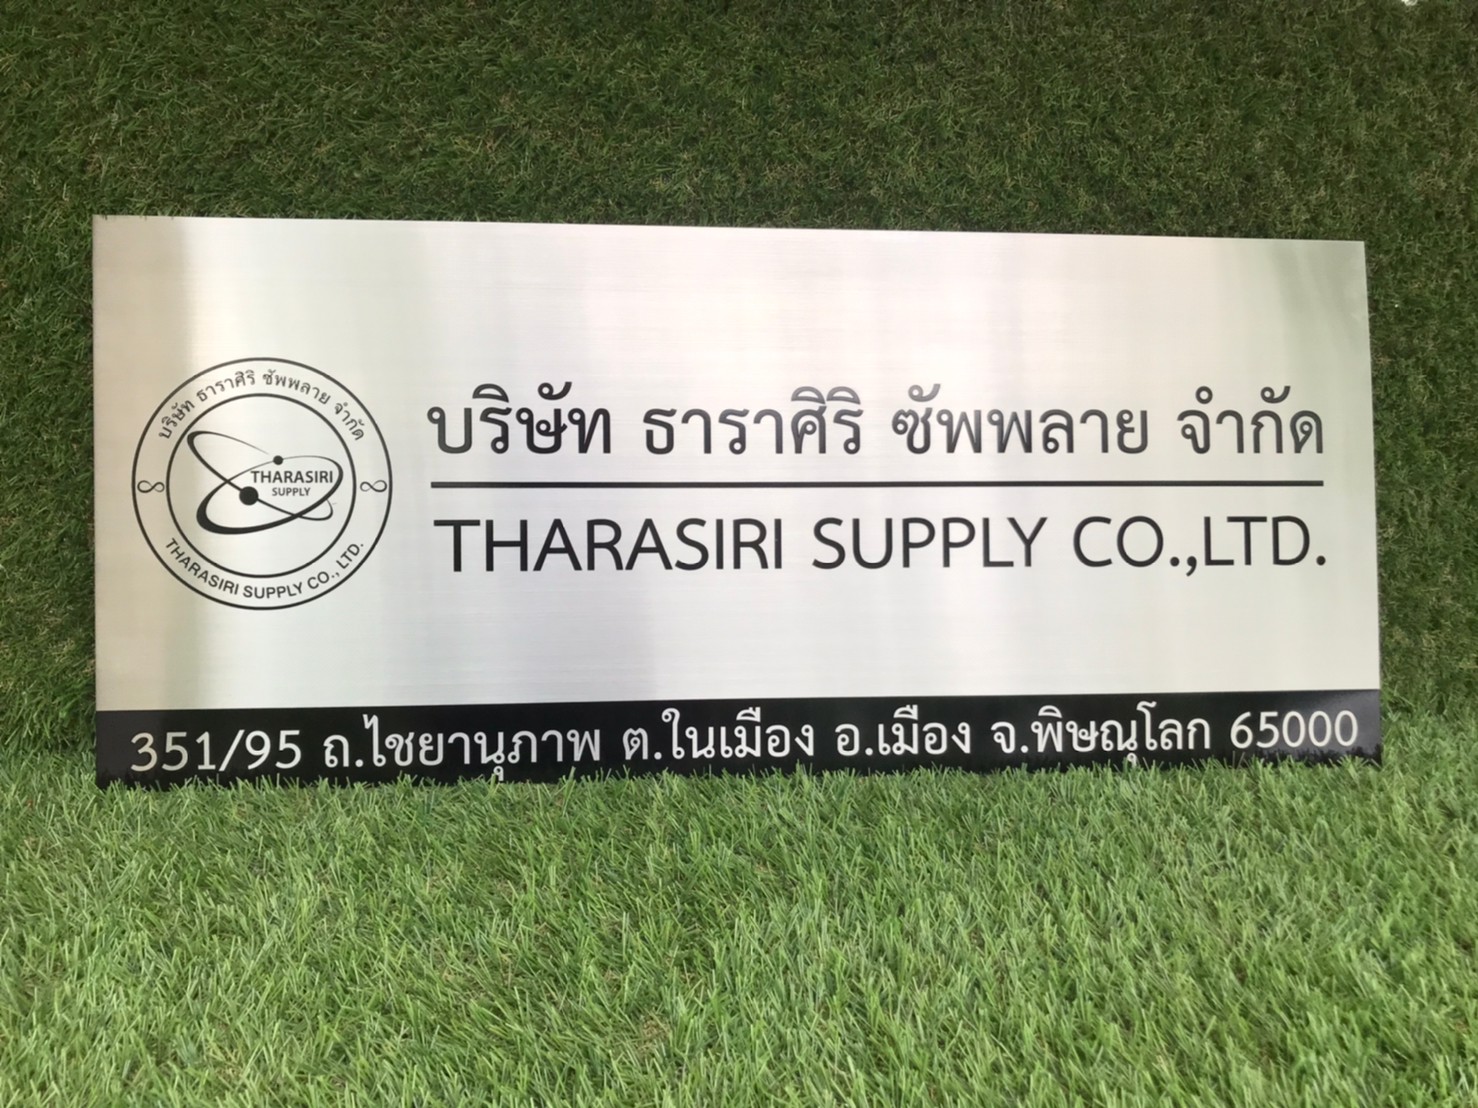 บริษัท ธาราศิริ ซัพพลาย จำกัด
THARASIRI
SUPPLY
∞ ∞
THARASIRI SUPPLY CO., LTD.
บริษัท ธาราศิริ ซัพพลาย จำกัด
THARASIRI SUPPLY CO.,LTD.
351/95 ถ.ไชยานุภาพ ต.ในเมือง อ.เมือง จ.พิษณุโลก 65000